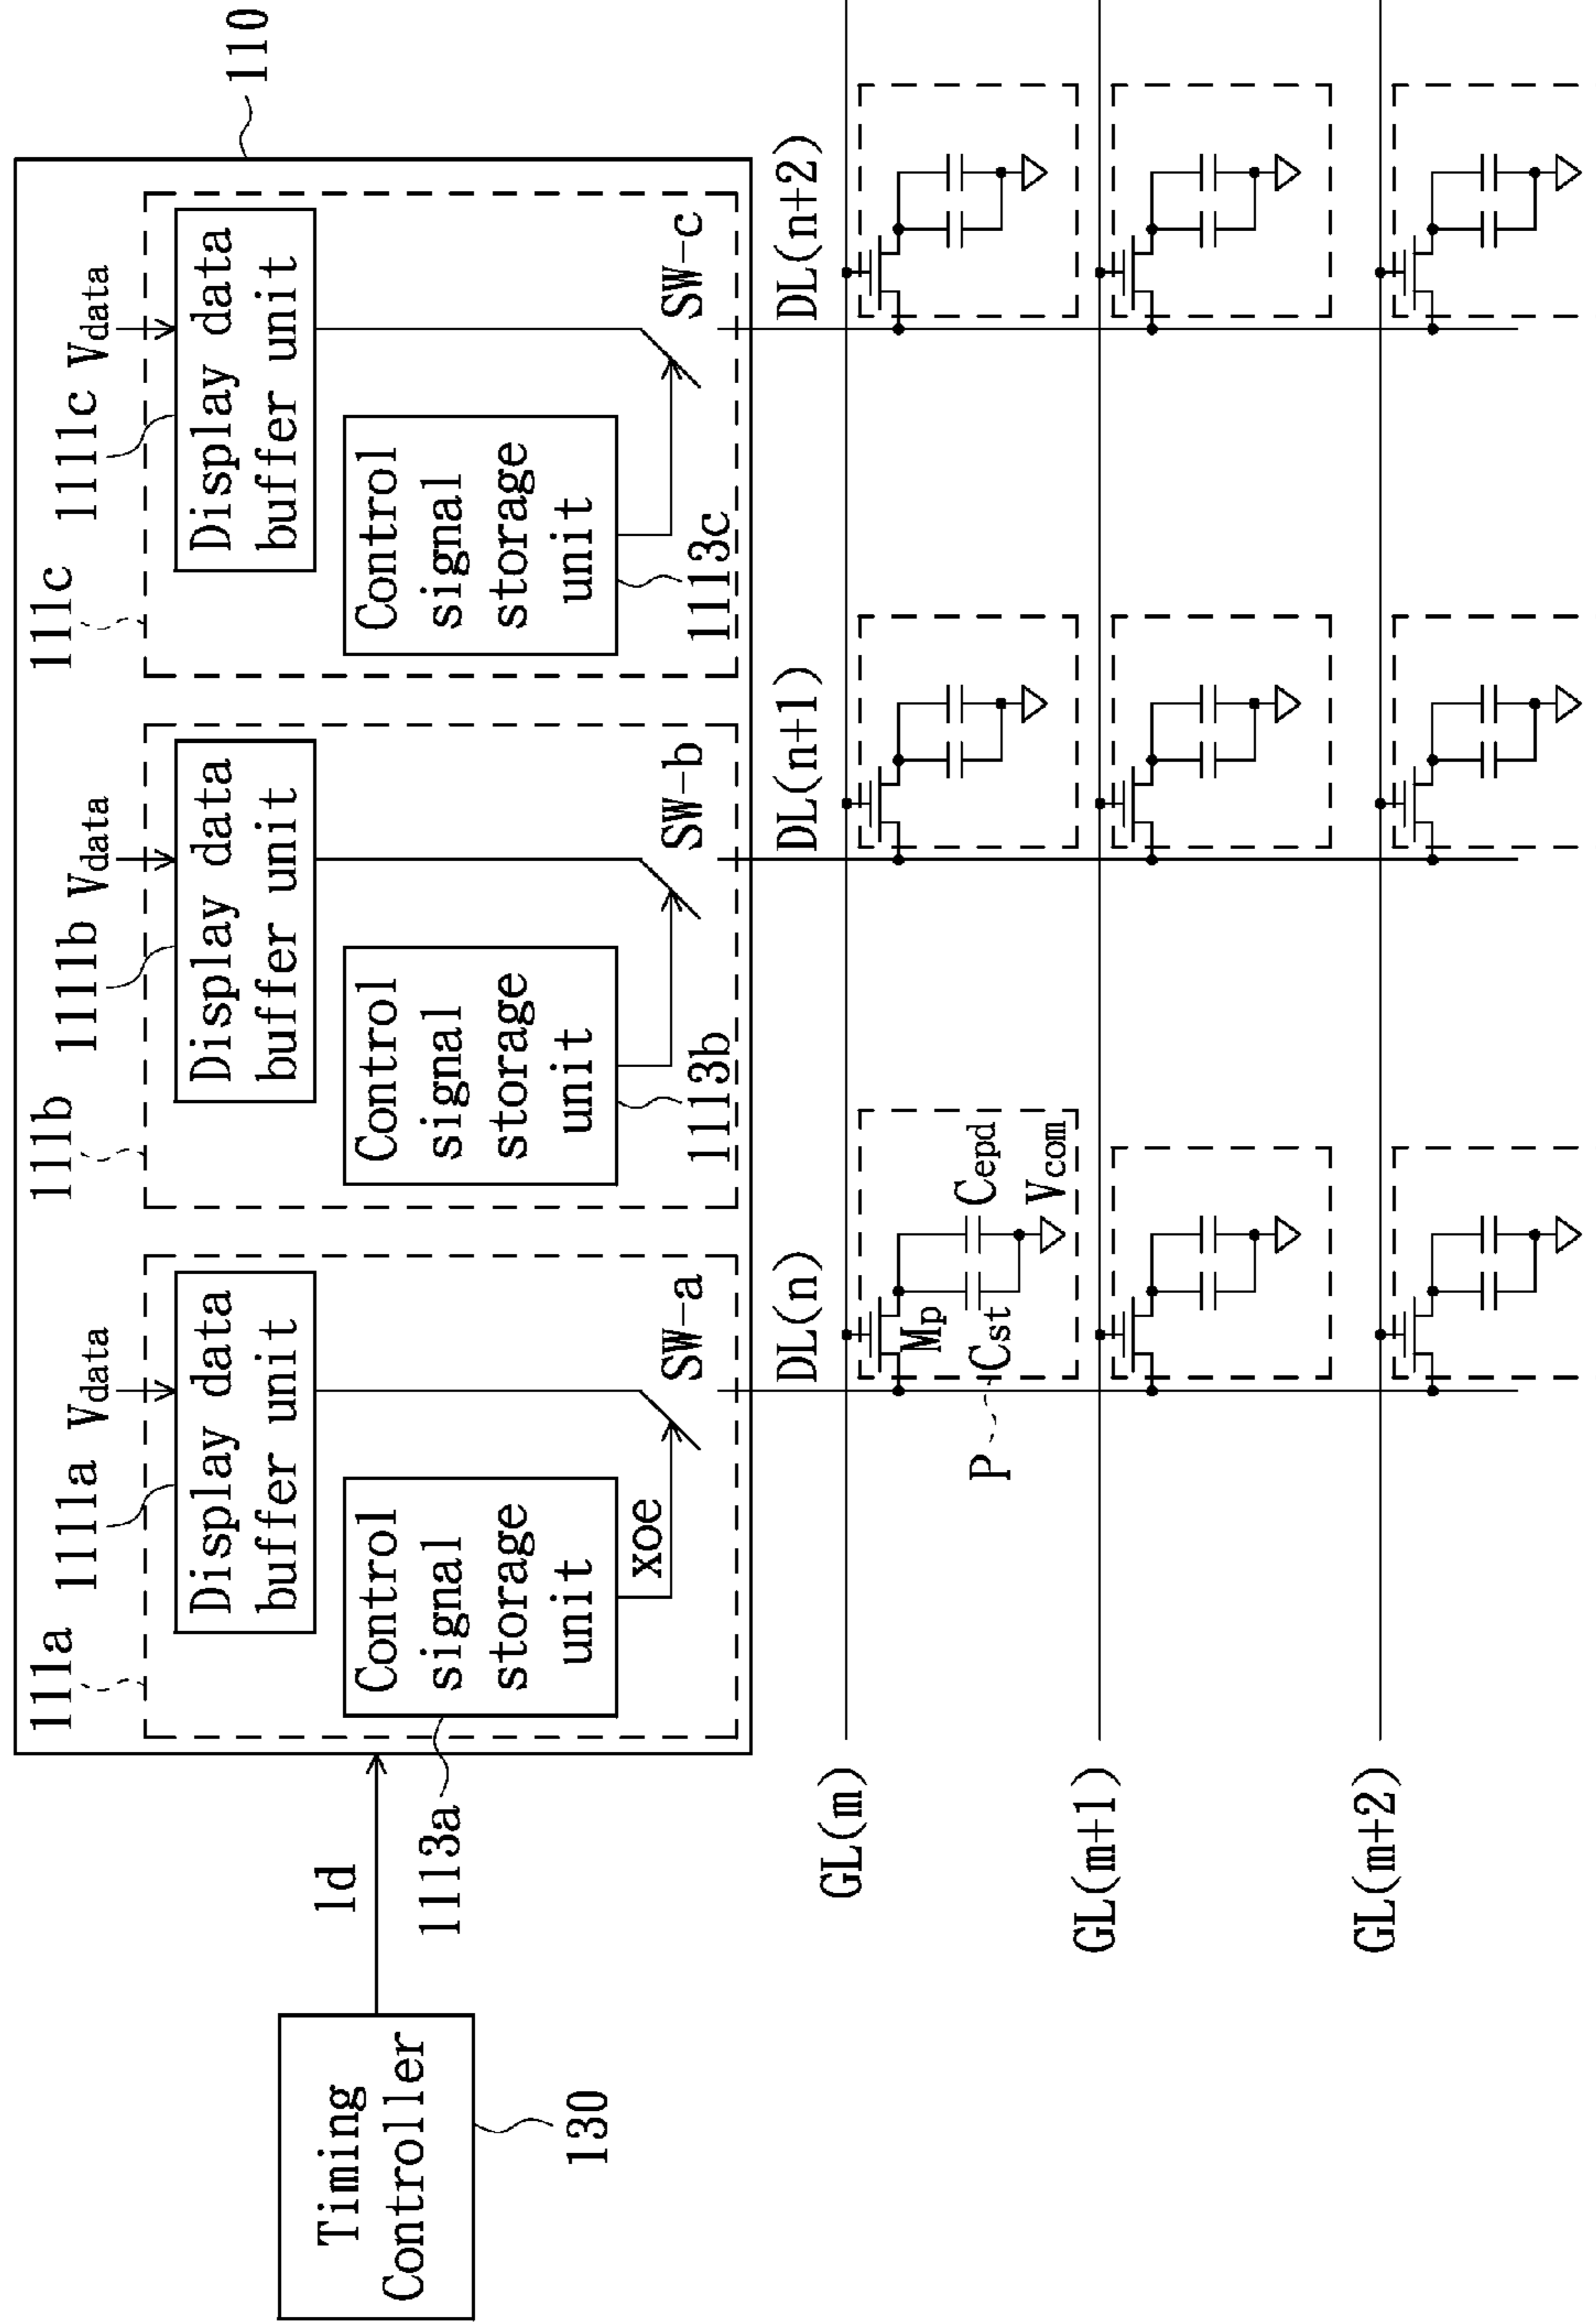 110
111a
111b
111c
1111a
Vdata
1111b
Vdata
1111c
Vdata
Display data
buffer unit
Display data
buffer unit
Display data
buffer unit
Control
signal
storage
unit
Control
signal
storage
unit
Control
signal
storage
unit
xoe
SW-a
SW-b
SW-c
1113a
1113b
1113c
ld
Timing
Controller
130
DL(n)
DL(n+1)
DL(n+2)
GL(m)
Mp
P
Cst
Cepd
Vcom
GL(m+1)
GL(m+2)